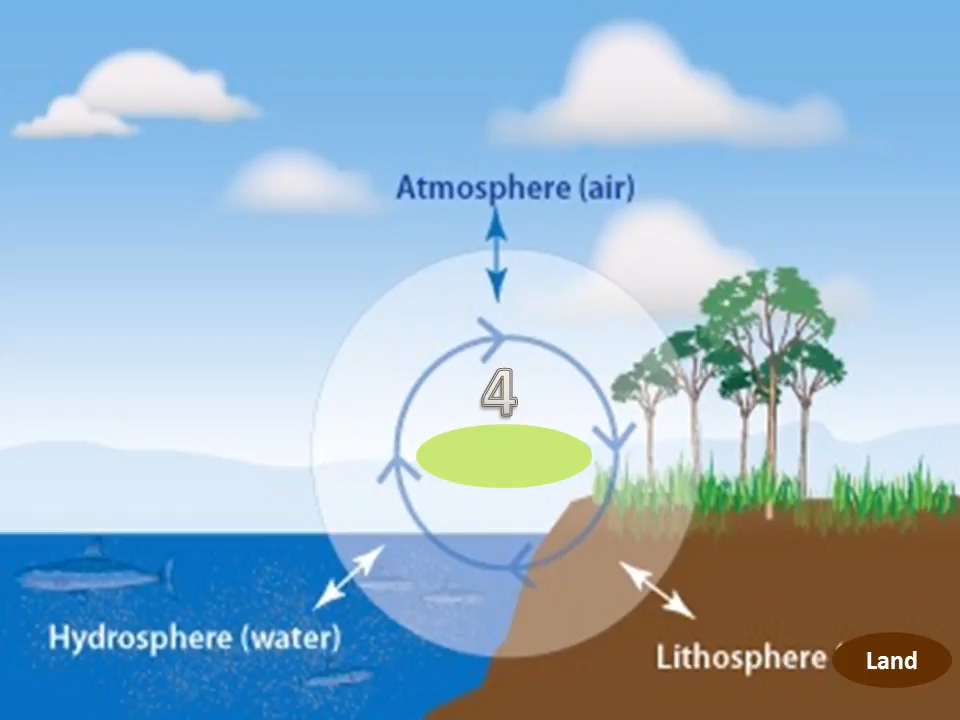 Atmosphere (air)
4
Hydrosphere (water)
Lithosphere (
Land